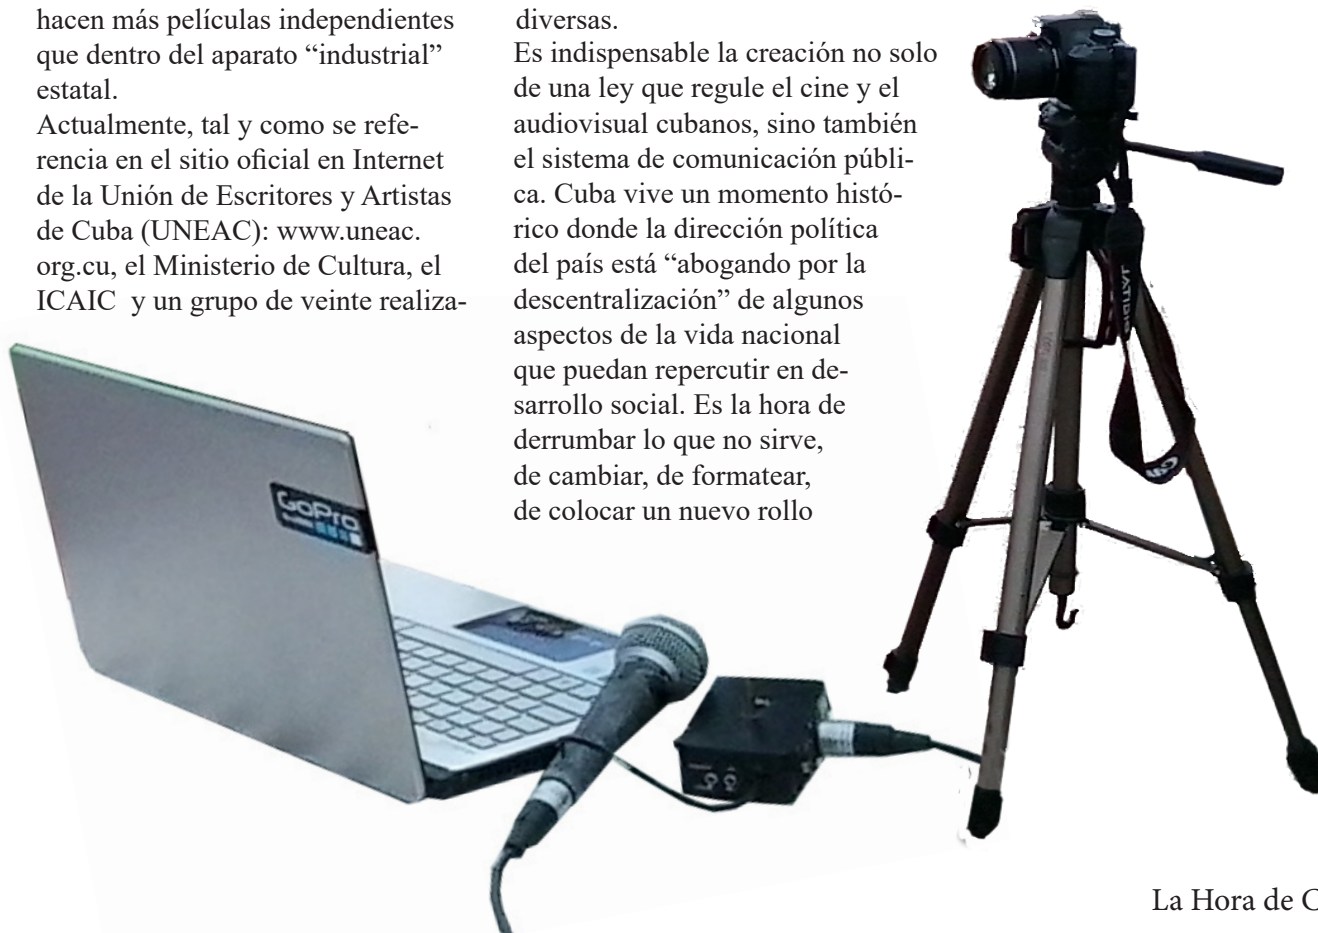 hacen más películas independientes
que dentro del aparato “industrial”
estatal.
Actualmente, tal y como se refe-
rencia en el sitio oficial en Internet
de la Unión de Escritores y Artistas
de Cuba (UNEAC): www.uneac.
org.cu, el Ministerio de Cultura, el
ICAIC  y un grupo de veinte realiza-
diversas.
Es indispensable la creación no solo
de una ley que regule el cine y el
audiovisual cubanos, sino también
el sistema de comunicación públi-
ca. Cuba vive un momento histó-
rico donde la dirección política
del país está “abogando por la
descentralización” de algunos
aspectos de la vida nacional
que puedan repercutir en de-
sarrollo social. Es la hora de
derrumbar lo que no sirve,
de cambiar, de formatear,
de colocar un nuevo rollo
GoPro
La Hora de C